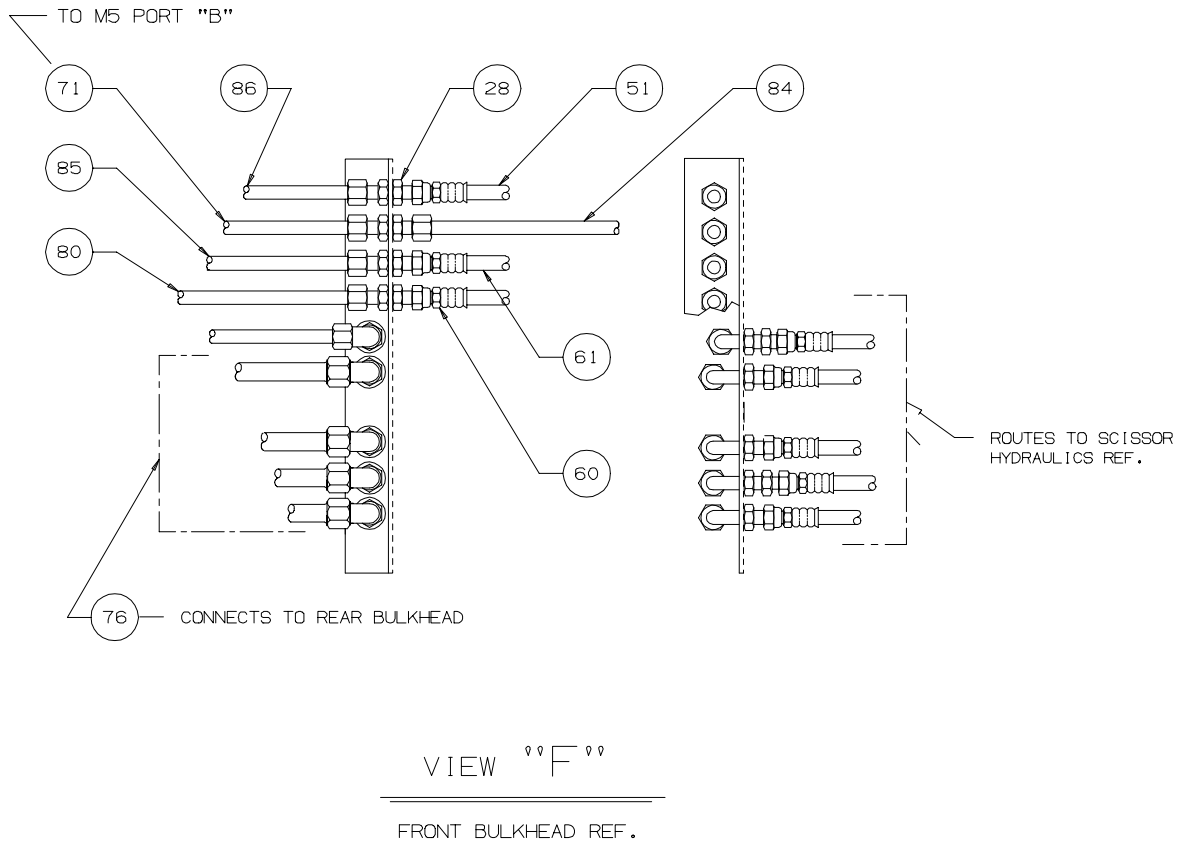 TO M5 PORT "B"
71
86
28
51
84
85
80
61
60
ROUTES TO SCISSOR
HYDRAULICS REF.
76
CONNECTS TO REAR BULKHEAD
VIEW "F"
FRONT BULKHEAD REF.